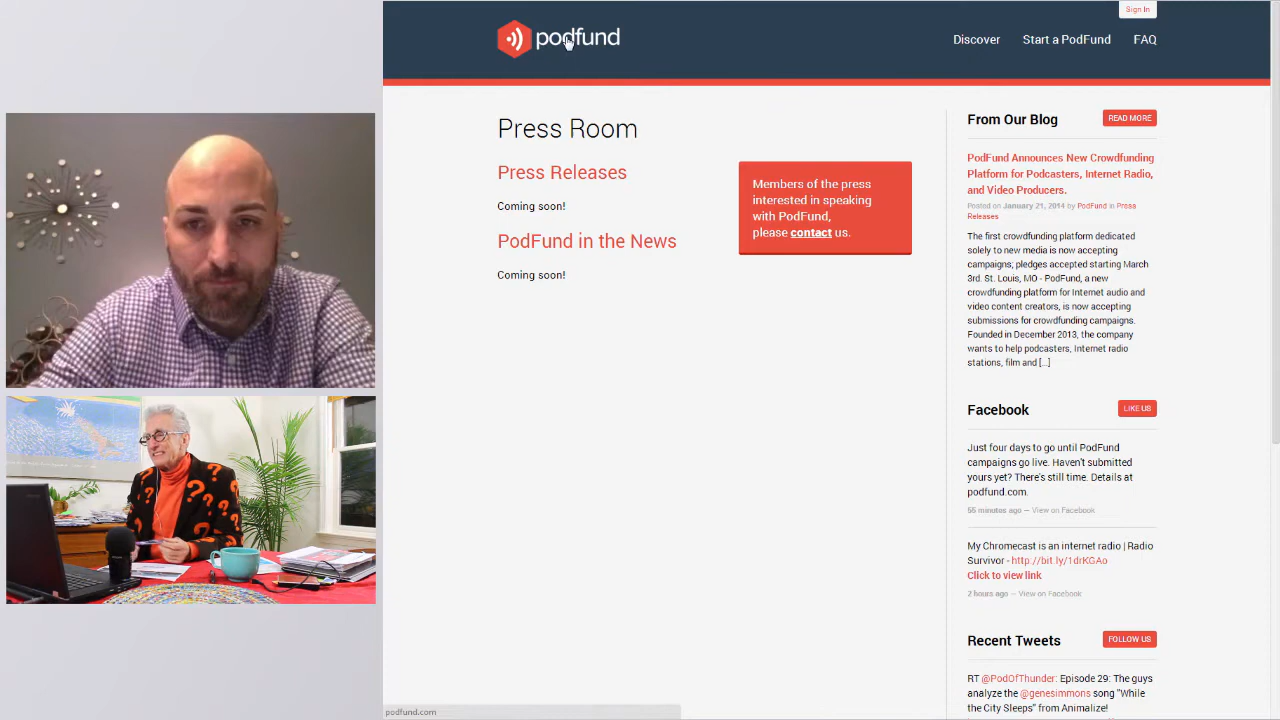 Sign In
podfund
Discover
Start a PodFund
FAQ
Press Room
Press Releases
Coming soon!
PodFund in the News
Coming soon!
Members of the press
interested in speaking
with PodFund,
please contact us.
From Our Blog
READ MORE
PodFund Announces New Crowdfunding
Platform for Podcasters, Internet Radio,
and Video Producers.
Posted on January 21, 2014 by PodFund in Press
Releases
The first crowdfunding platform dedicated
solely to new media is now accepting
campaigns; pledges accepted starting March
3rd. St. Louis, MO - PodFund, a new
crowdfunding platform for Internet audio and
video content creators, is now accepting
submissions for crowdfunding campaigns.
Founded in December 2013, the company
wants to help podcasters, Internet radio
stations, film and [...]
Facebook
LIKE US
Just four days to go until PodFund
campaigns go live. Haven't submitted
yours yet? There's still time. Details at
podfund.com.
55 minutes ago — View on Facebook
My Chromecast is an internet radio | Radio
Survivor - http://bit.ly/1drKGAo
Click to view link
2 hours ago — View on Facebook
Recent Tweets
FOLLOW US
RT @PodOfThunder: Episode 29: The guys
analyze the @genesimmons song "While
the City Sleeps" from Animalize!
podfund.com